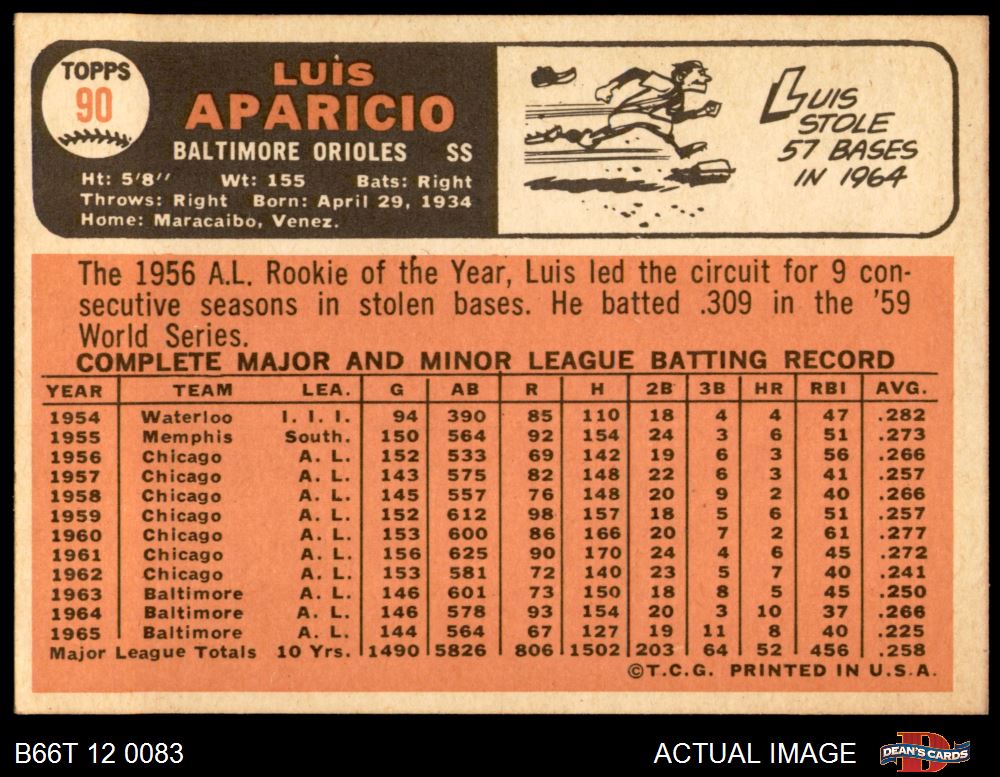 TOPPS
90
LUIS
APARICIO
BALTIMORE ORIOLES SS
Ht: 5'8" Wt: 155 Bats: Right
Throws: Right Born: April 29, 1934
Home: Maracaibo, Venez.
LUIS
STOLE
57 BASES
IN 1964
The 1956 A.L. Rookie of the Year, Luis led the circuit for 9 con-
secutive seasons in stolen bases. He batted .309 in the '59
World Series.
COMPLETE MAJOR AND MINOR LEAGUE BATTING RECORD
YEAR TEAM LEA. G AB R H 2B 3B HR RBI AVG.
1954 Waterloo I. I. I. 94 390 85 110 18 4 4 47 .282
1955 Memphis South. 150 564 92 154 24 3 6 51 .273
1956 Chicago A. L. 152 533 69 142 19 6 3 56 .266
1957 Chicago A. L. 143 575 82 148 22 6 3 41 .257
1958 Chicago A. L. 145 557 76 148 20 9 2 40 .266
1959 Chicago A. L. 152 612 98 157 18 5 6 51 .257
1960 Chicago A. L. 153 600 86 166 20 7 2 61 .277
1961 Chicago A. L. 156 625 90 170 24 4 6 45 .272
1962 Chicago A. L. 153 581 72 140 23 5 7 40 .241
1963 Baltimore A. L. 146 601 73 150 18 8 5 45 .250
1964 Baltimore A. L. 146 578 93 154 20 3 10 37 .266
1965 Baltimore A. L. 144 564 67 127 19 11 8 40 .225
Major League Totals 10 Yrs. 1490 5826 806 1502 203 64 52 456 .258
©T.C.G. PRINTED IN U.S.A.
B66T 12 0083 ACTUAL IMAGE DEAN'S CARDS